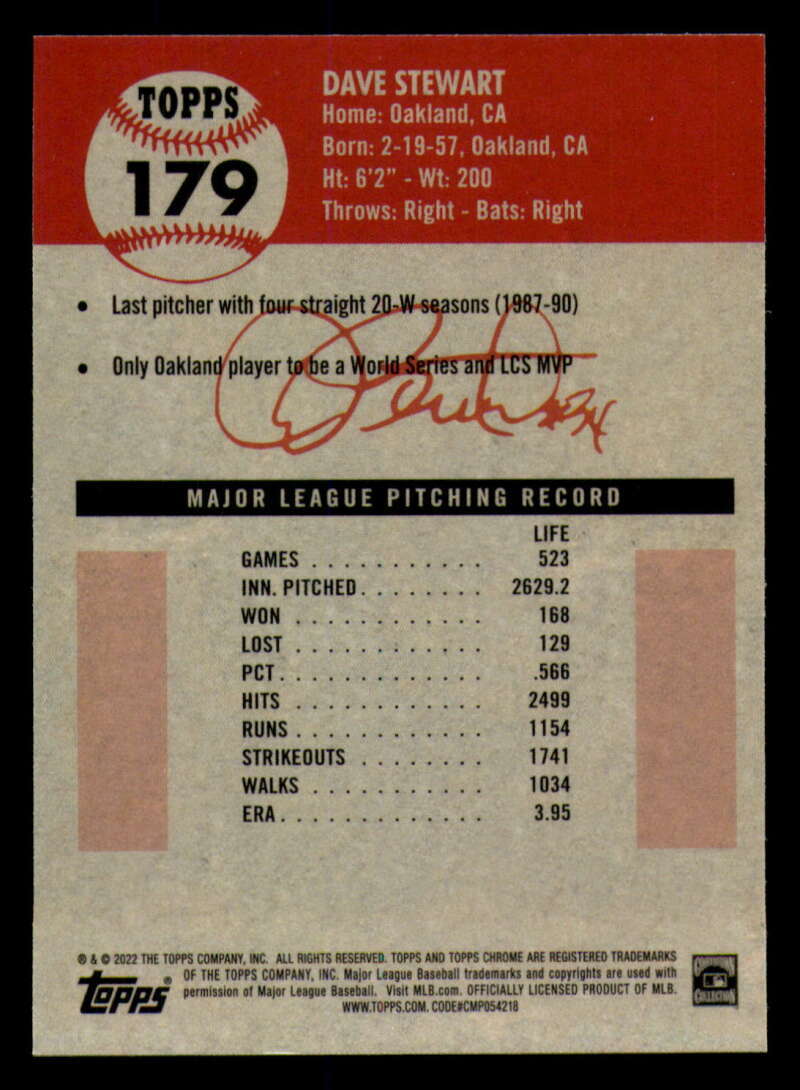 TOPPS
179
DAVE STEWART
Home: Oakland, CA
Born: 2-19-57, Oakland, CA
Ht: 6'2" - Wt: 200
Throws: Right - Bats: Right
• Last pitcher with four straight 20-W seasons (1987-90)
• Only Oakland player to be a World Series and LCS MVP
MAJOR LEAGUE PITCHING RECORD
LIFE
GAMES . . . . . . . . . . . 523
INN. PITCHED. . . . . . . . 2629.2
WON . . . . . . . . . . . . 168
LOST . . . . . . . . . . . . 129
PCT. . . . . . . . . . . . . .566
HITS . . . . . . . . . . . . 2499
RUNS. . . . . . . . . . . . 1154
STRIKEOUTS . . . . . . . . 1741
WALKS . . . . . . . . . . . 1034
ERA. . . . . . . . . . . . . 3.95
® & © 2022 THE TOPPS COMPANY, INC. ALL RIGHTS RESERVED. TOPPS AND TOPPS CHROME ARE REGISTERED TRADEMARKS
OF THE TOPPS COMPANY, INC. Major League Baseball trademarks and copyrights are used with
permission of Major League Baseball. Visit MLB.com. OFFICIALLY LICENSED PRODUCT OF MLB.
WWW.TOPPS.COM. CODE#CMP054218
Topps®
COOPERSTOWN
COLLECTION